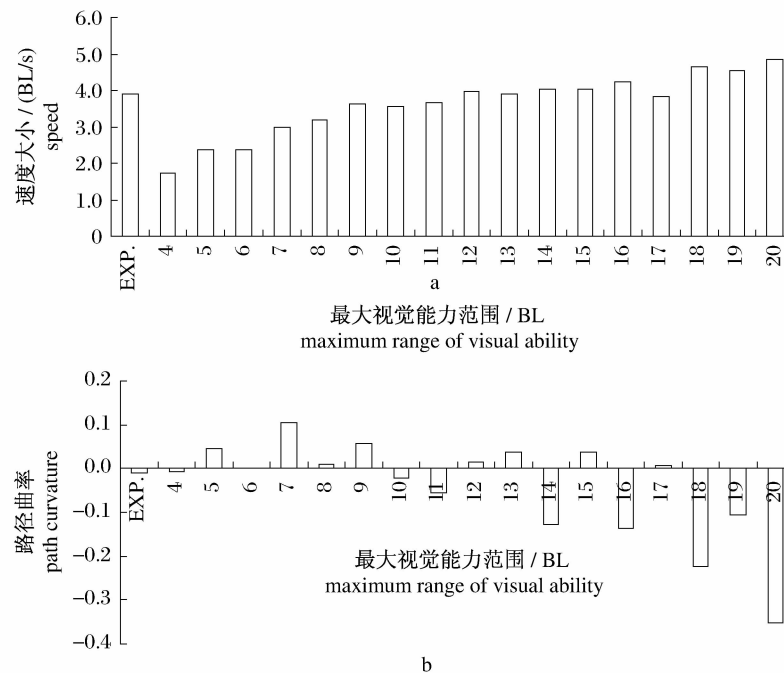 6.0
5.0
4.0
3.0
2.0
1.0
0
速度大小 / (BL/s)
speed
EXP. 4 5 6 7 8 9 10 11 12 13 14 15 16 17 18 19 20
a
最大视觉能力范围 / BL
maximum range of visual ability
0.2
0.1
0.0
−0.1
−0.2
−0.3
−0.4
路径曲率
path curvature
EXP. 4 5 6 7 8 9 10 11 12 13 14 15 16 17 18 19 20
最大视觉能力范围 / BL
maximum range of visual ability
b